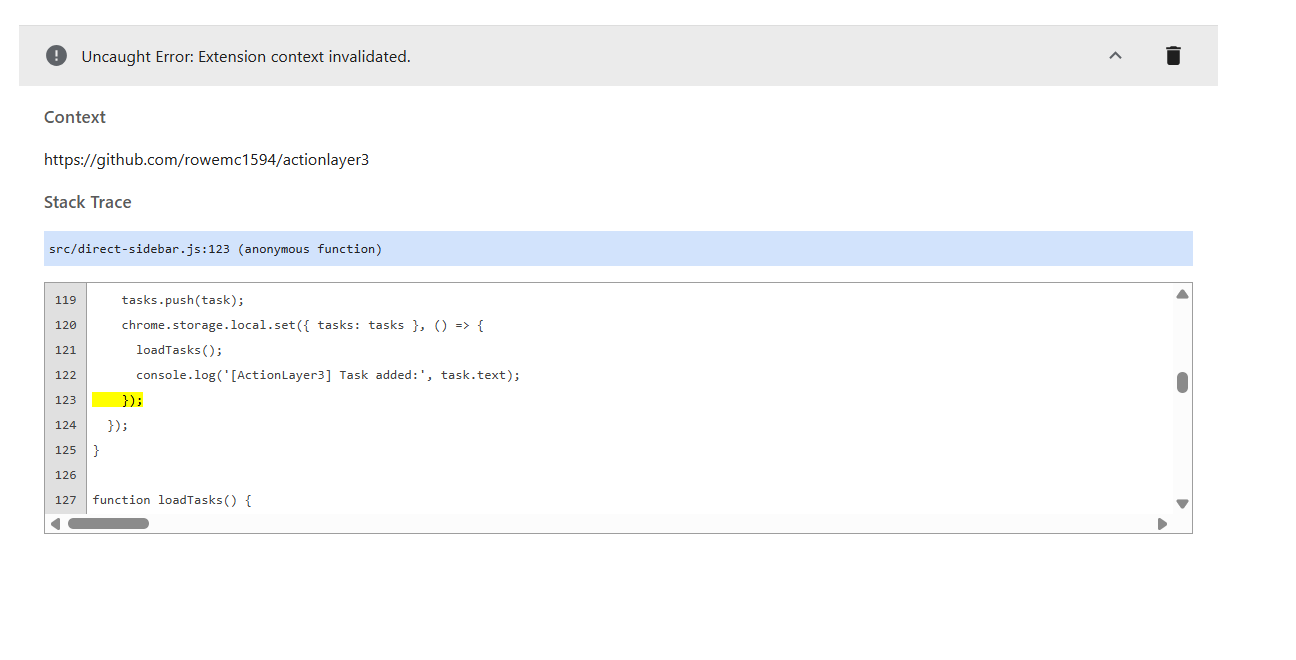 Uncaught Error: Extension context invalidated.
Context
https://github.com/rowemc1594/actionlayer3
Stack Trace
src/direct-sidebar.js:123 (anonymous function)
119     tasks.push(task);
120     chrome.storage.local.set({ tasks: tasks }, () => {
121       loadTasks();
122       console.log('[ActionLayer3] Task added:', task.text);
123     });
124   });
125 }
126
127 function loadTasks() {